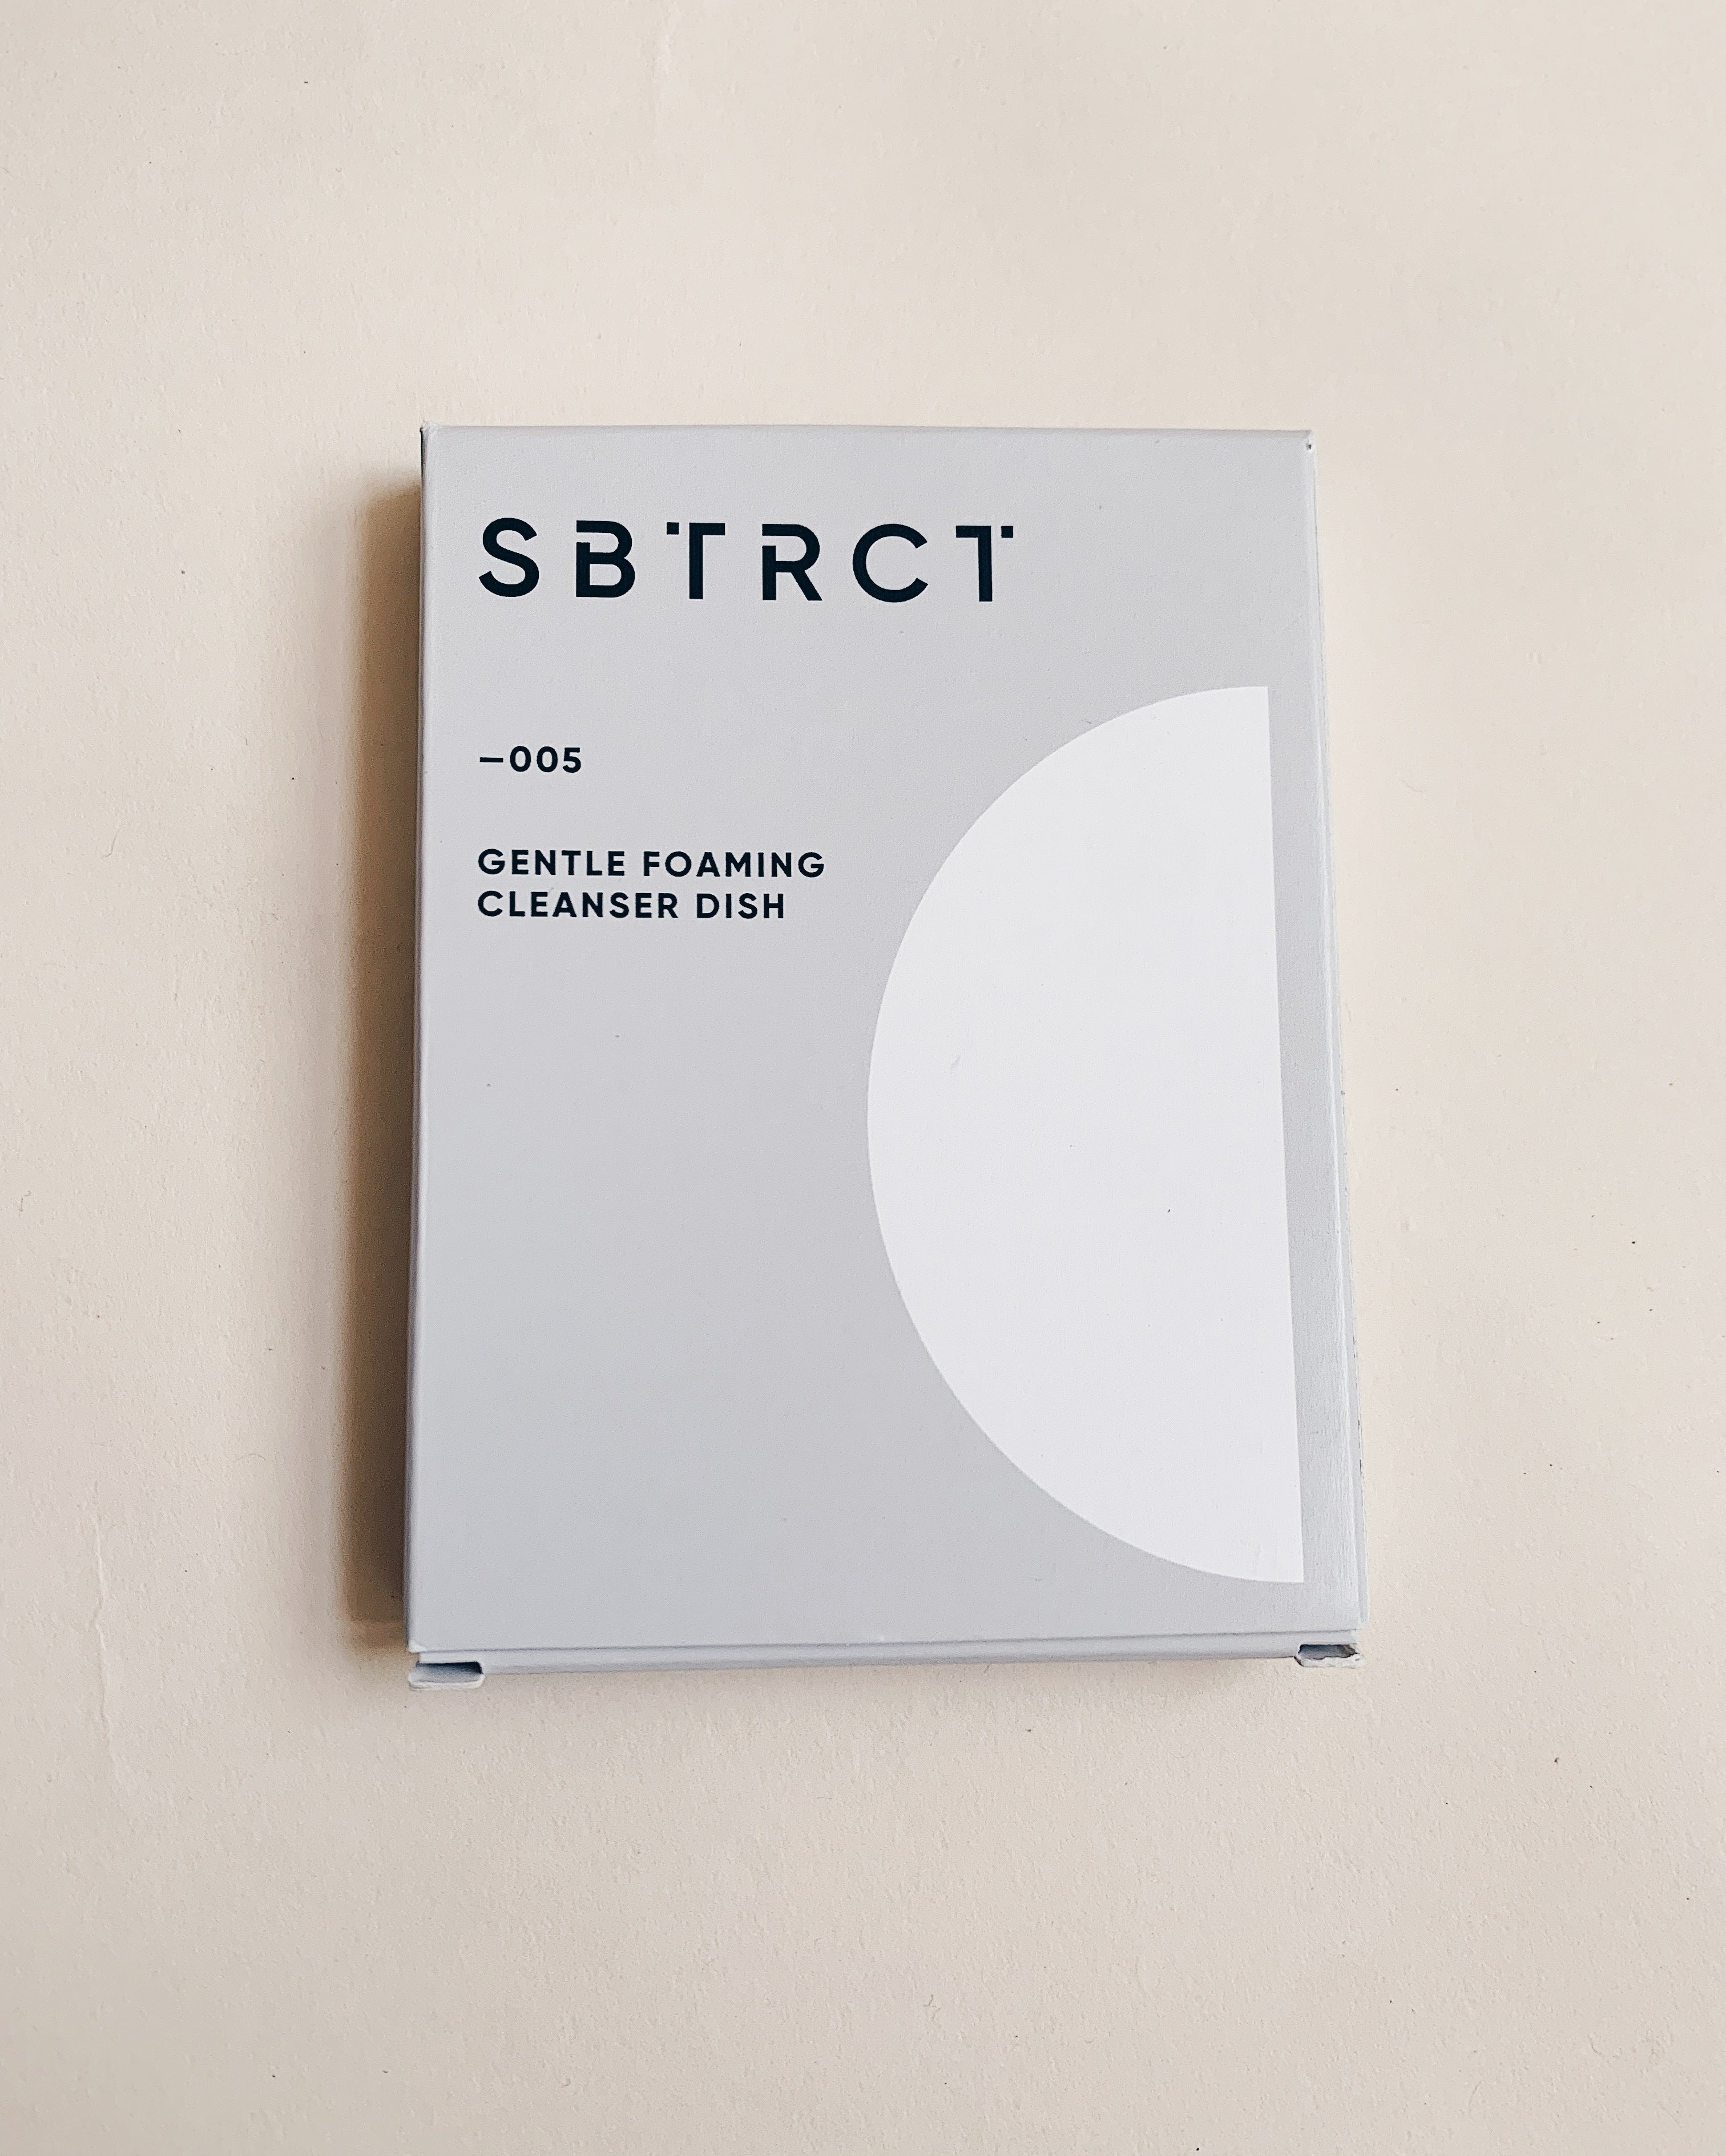 SBTRCT
–005
GENTLE FOAMING
CLEANSER DISH